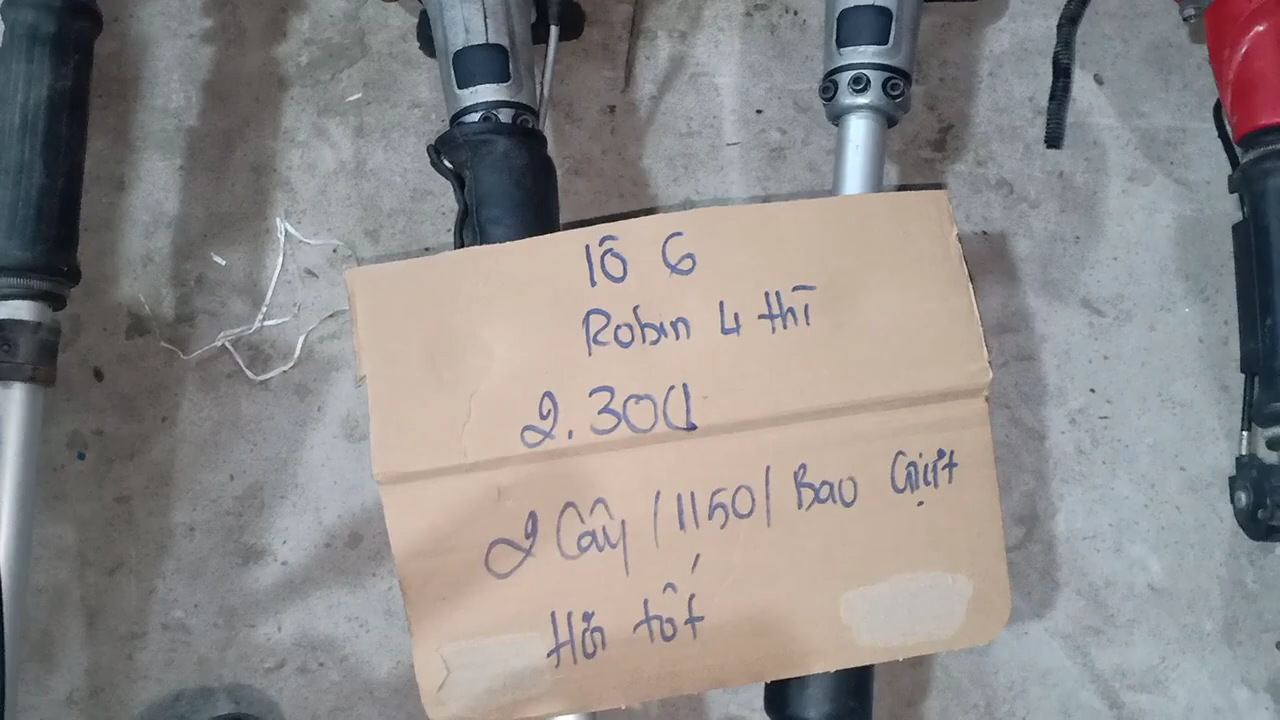 lô 6
Robin 4 thì
2.300
2 Cây /1150/ Bao Giựt
Hơi tốt